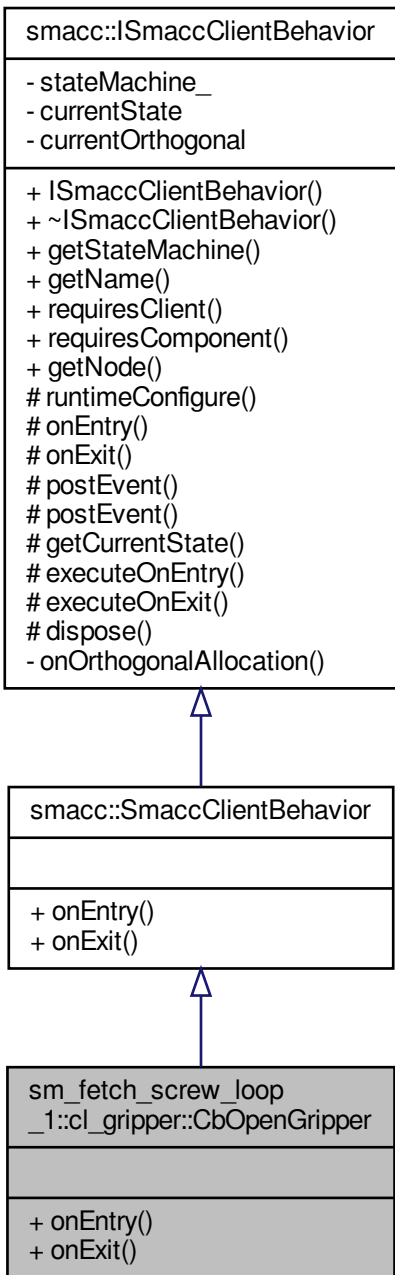 smacc::ISmaccClientBehavior
- stateMachine_
- currentState
- currentOrthogonal
+ ISmaccClientBehavior()
+ ~ISmaccClientBehavior()
+ getStateMachine()
+ getName()
+ requiresClient()
+ requiresComponent()
+ getNode()
# runtimeConfigure()
# onEntry()
# onExit()
# postEvent()
# postEvent()
# getCurrentState()
# executeOnEntry()
# executeOnExit()
# dispose()
- onOrthogonalAllocation()
smacc::SmaccClientBehavior
+ onEntry()
+ onExit()
sm_fetch_screw_loop
_1::cl_gripper::CbOpenGripper
+ onEntry()
+ onExit()